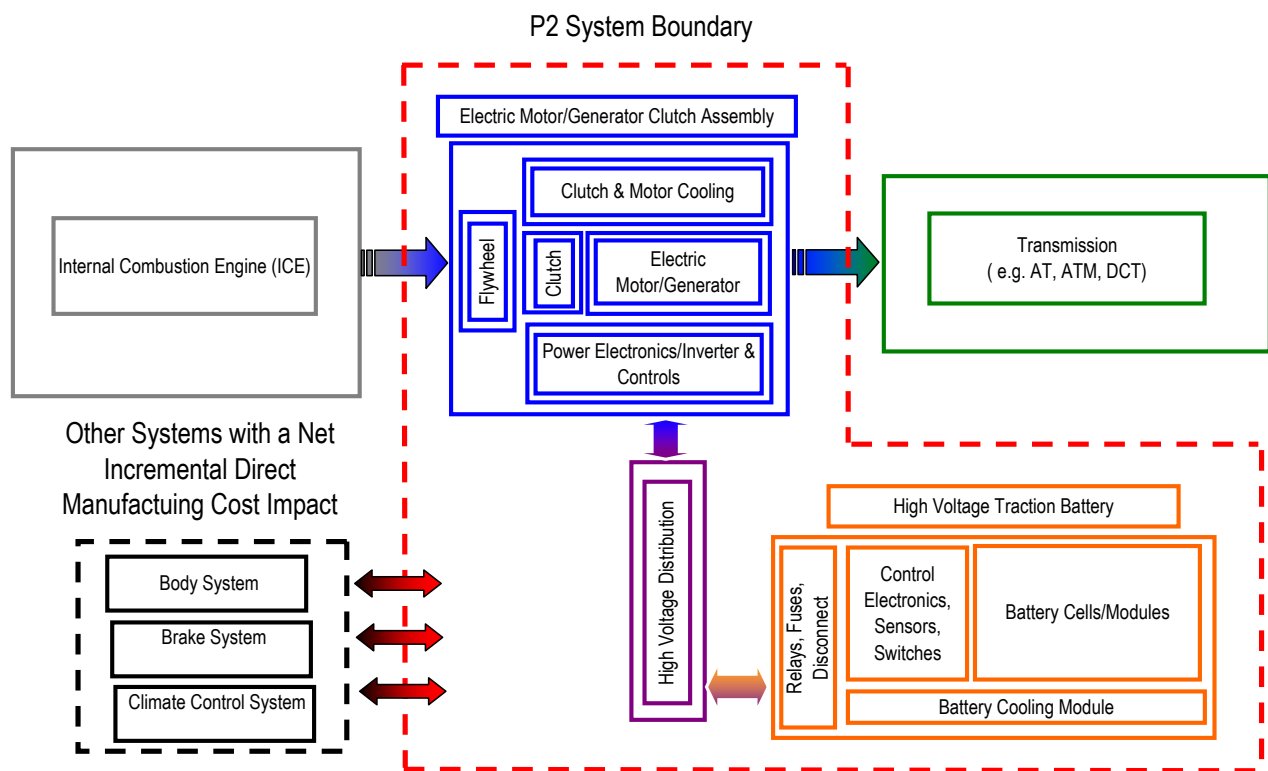 P2 System Boundary
Electric Motor/Generator Clutch Assembly
Clutch & Motor Cooling
Internal Combustion Engine (ICE)
Flywheel
Clutch
Electric
Motor/Generator
Transmission
( e.g. AT, ATM, DCT)
Power Electronics/Inverter &
Controls
Other Systems with a Net
Incremental Direct
Manufactuing Cost Impact
Body System
Brake System
Climate Control System
High Voltage Distribution
High Voltage Traction Battery
Relays, Fuses,
Disconnect
Control
Electronics,
Sensors,
Switches
Battery Cells/Modules
Battery Cooling Module